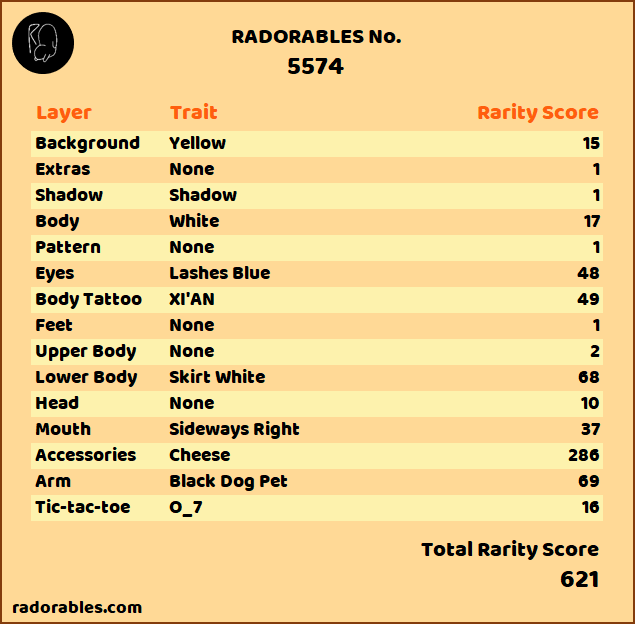 RADORABLES No.
5574
Layer Trait Rarity Score
Background Yellow 15
Extras None 1
Shadow Shadow 1
Body White 17
Pattern None 1
Eyes Lashes Blue 48
Body Tattoo XI'AN 49
Feet None 1
Upper Body None 2
Lower Body Skirt White 68
Head None 10
Mouth Sideways Right 37
Accessories Cheese 286
Arm Black Dog Pet 69
Tic-tac-toe O_7 16
Total Rarity Score
621
radorables.com